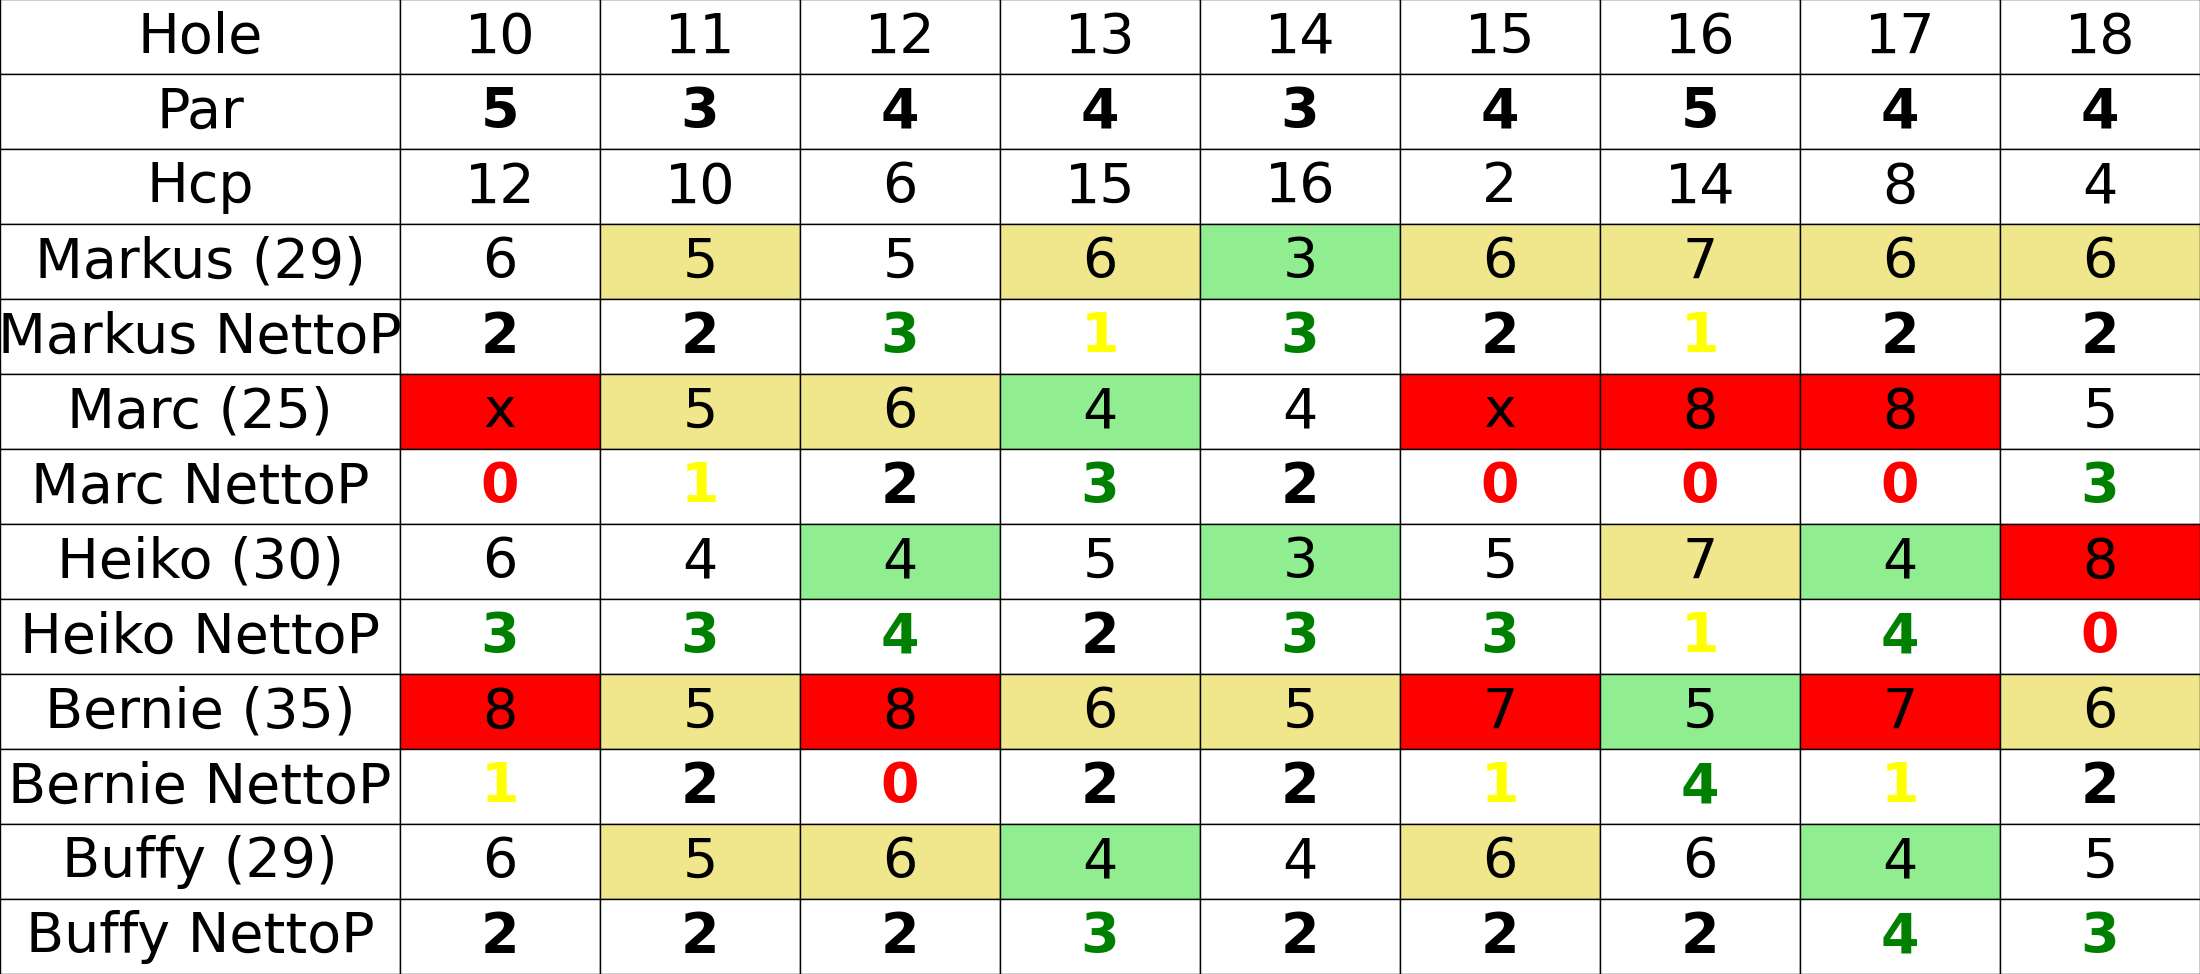 Hole 10 11 12 13 14 15 16 17 18
Par 5 3 4 4 3 4 5 4 4
Hcp 12 10 6 15 16 2 14 8 4
Markus (29) 6 5 5 6 3 6 7 6 6
Markus NettoP 2 2 3 1 3 2 1 2 2
Marc (25) x 5 6 4 4 x 8 8 5
Marc NettoP 0 1 2 3 2 0 0 0 3
Heiko (30) 6 4 4 5 3 5 7 4 8
Heiko NettoP 3 3 4 2 3 3 1 4 0
Bernie (35) 8 5 8 6 5 7 5 7 6
Bernie NettoP 1 2 0 2 2 1 4 1 2
Buffy (29) 6 5 6 4 4 6 6 4 5
Buffy NettoP 2 2 2 3 2 2 2 4 3